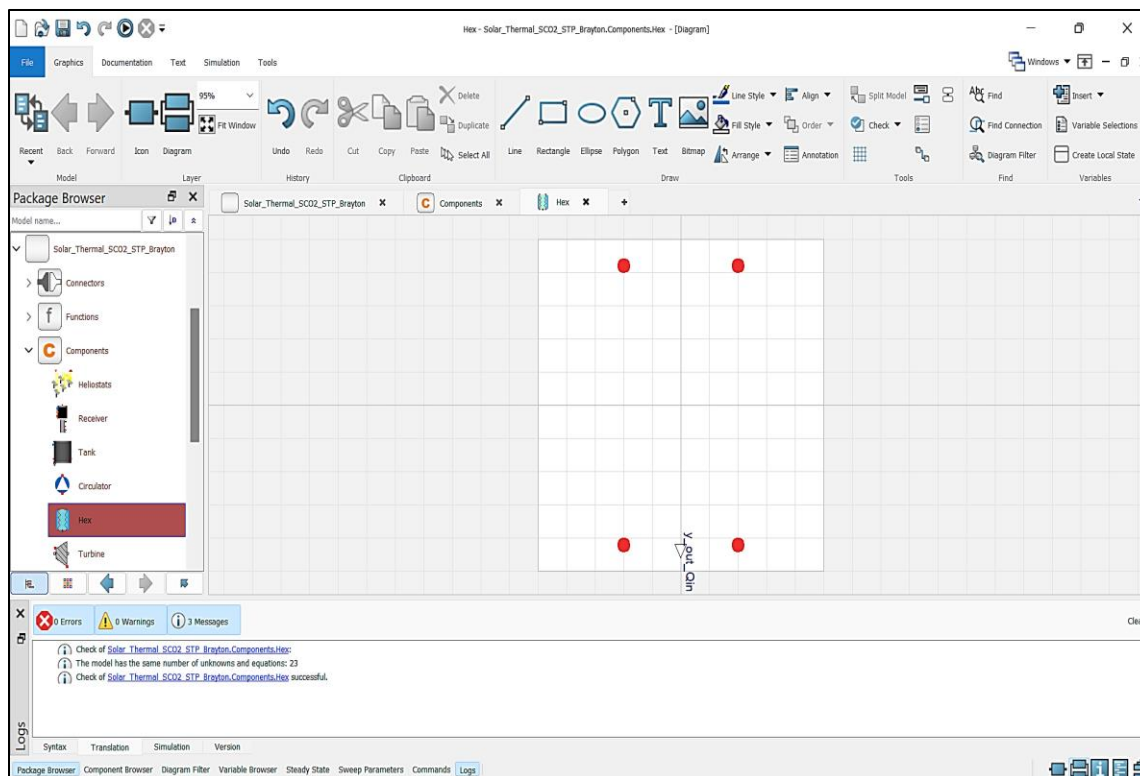 Hex - Solar_Thermal_SCO2_STP_Brayton.Components.Hex - [Diagram]
File Graphics Documentation Text Simulation Tools Windows
95% Delete Line Style Align Split Model Abc Find Insert
Fit Window Duplicate Fill Style Order Check Find Connection Variable Selections
Recent Back Forward Icon Diagram Undo Redo Cut Copy Paste Select All Line Rectangle Ellipse Polygon Text Bitmap Arrange Annotation Diagram Filter Create Local State
Model Layer History Clipboard Draw Tools Find Variables
Package Browser
Solar_Thermal_SCO2_STP_Brayton C Components Hex +
Model name...
Solar_Thermal_SCO2_STP_Brayton
Connectors
f Functions
C Components
Heliostats
Receiver
Tank
Circulator
Hex
Turbine
y_out_Qin
0 Errors 0 Warnings 3 Messages
Check of Solar_Thermal_SCO2_STP_Brayton.Components.Hex:
The model has the same number of unknowns and equations: 23
Check of Solar_Thermal_SCO2_STP_Brayton.Components.Hex successful.
Logs
Syntax Translation Simulation Version
Package Browser Component Browser Diagram Filter Variable Browser Steady State Sweep Parameters Commands Logs